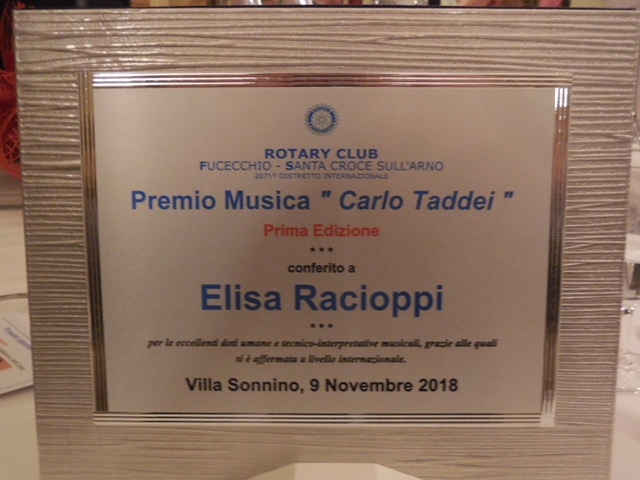 ROTARY CLUB
FUCECCHIO - SANTA CROCE SULL'ARNO
2071° DISTRETTO INTERNAZIONALE
Premio Musica " Carlo Taddei "
Prima Edizione
***
conferito a
Elisa Racioppi
***
per le eccellenti doti umane e tecnico-interpretative musicali, grazie alle quali
si è affermata a livello internazionale.
Villa Sonnino, 9 Novembre 2018